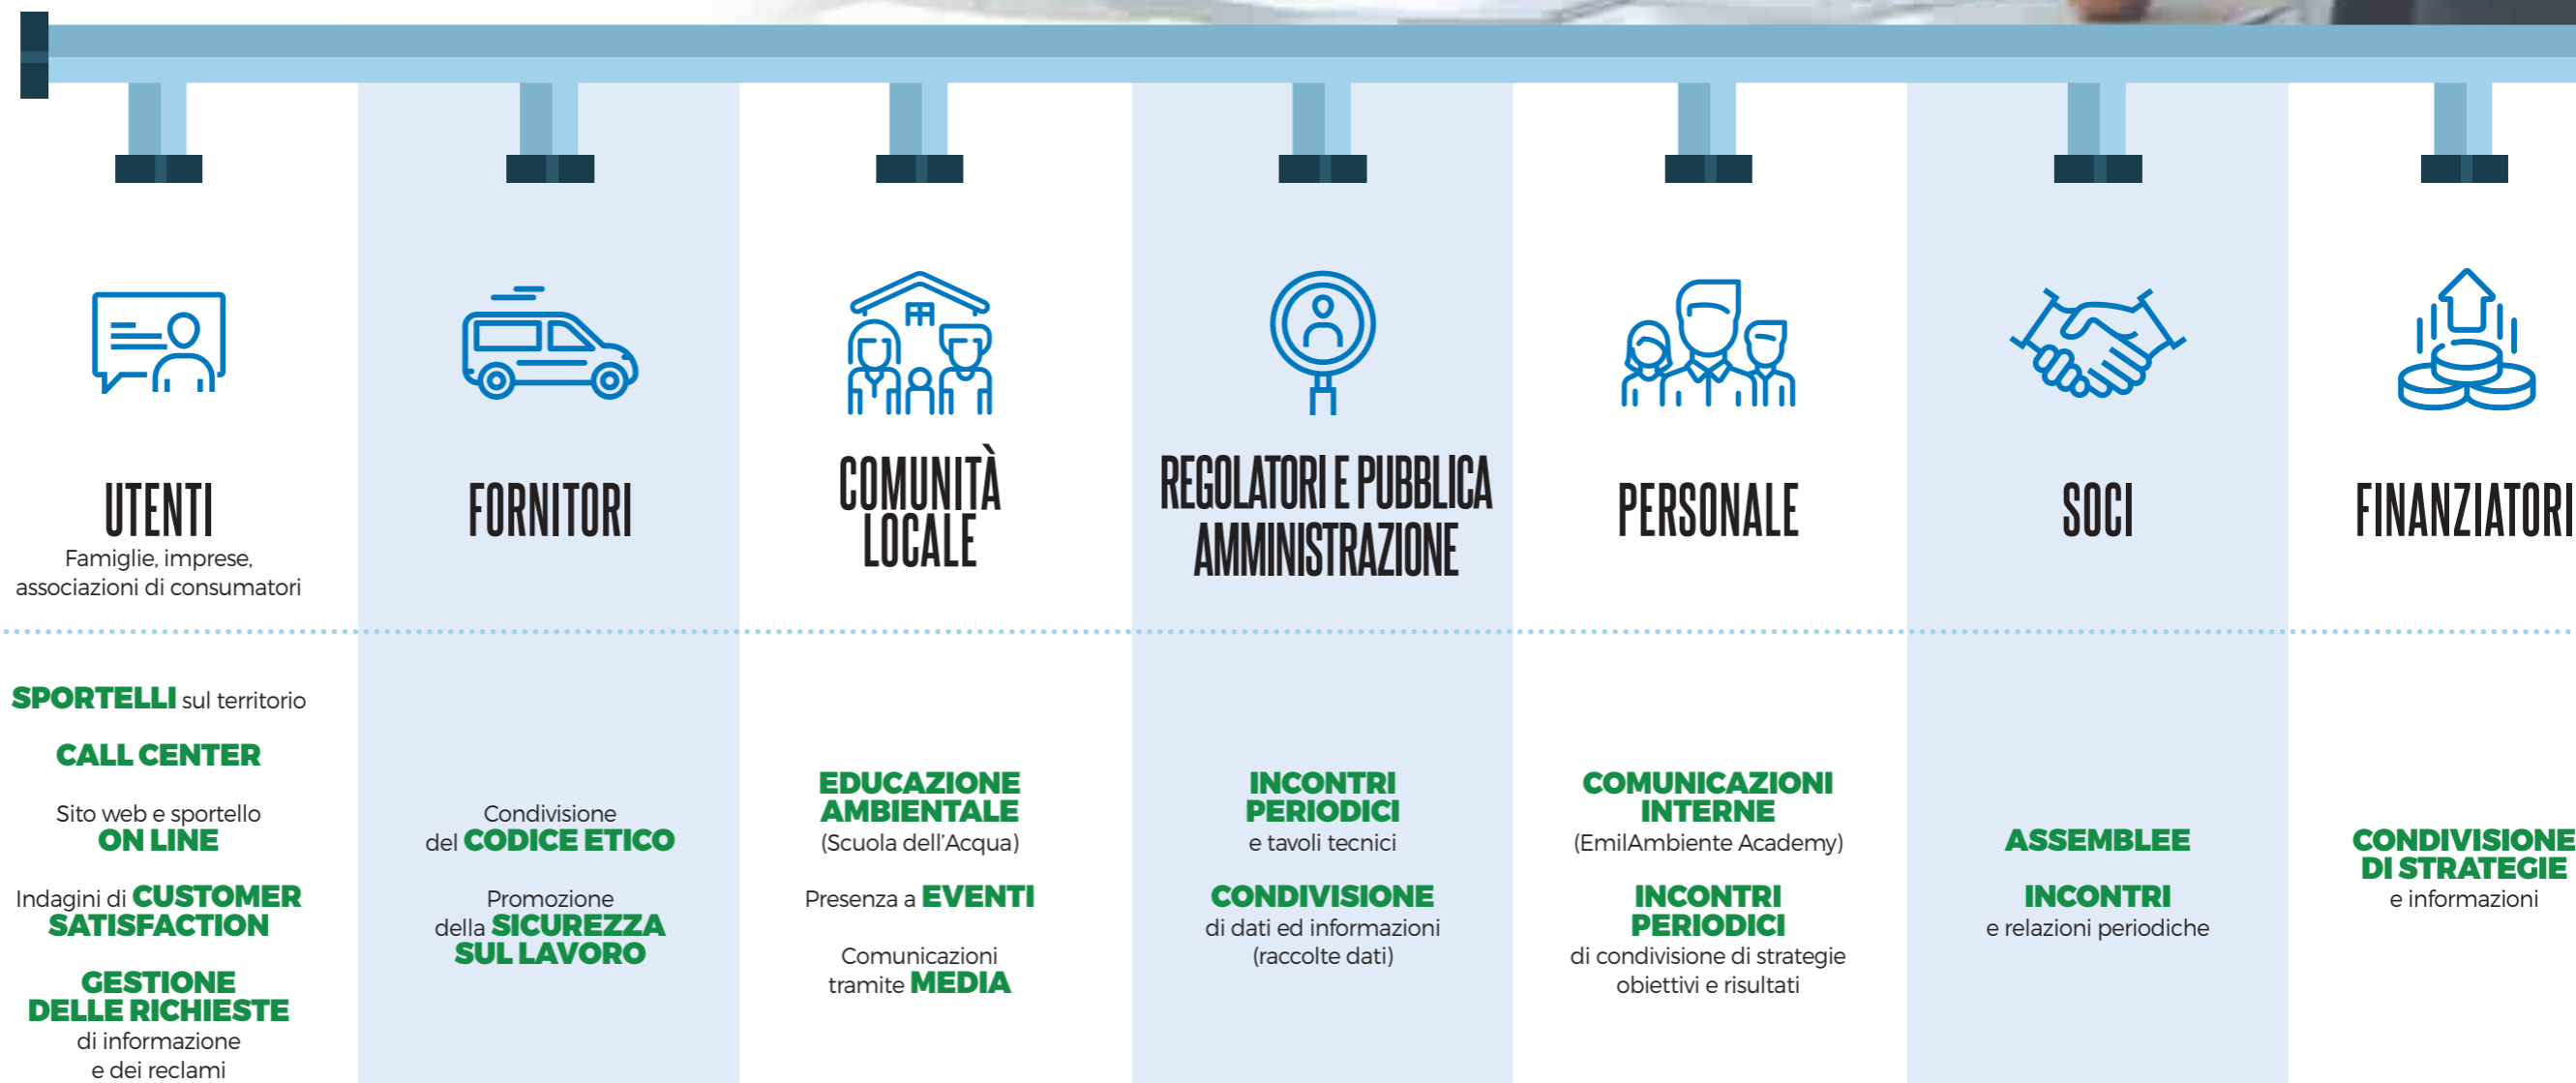 UTENTI
Famiglie, imprese,
associazioni di consumatori
SPORTELLI sul territorio
CALL CENTER
Sito web e sportello
ON LINE
Indagini di CUSTOMER
SATISFACTION
GESTIONE
DELLE RICHIESTE
di informazione
e dei reclami
FORNITORI
Condivisione
del CODICE ETICO
Promozione
della SICUREZZA
SUL LAVORO
COMUNITÀ
LOCALE
EDUCAZIONE
AMBIENTALE
(Scuola dell'Acqua)
Presenza a EVENTI
Comunicazioni
tramite MEDIA
REGOLATORI E PUBBLICA
AMMINISTRAZIONE
INCONTRI
PERIODICI
e tavoli tecnici
CONDIVISIONE
di dati ed informazioni
(raccolte dati)
PERSONALE
COMUNICAZIONI
INTERNE
(EmilAmbiente Academy)
INCONTRI
PERIODICI
di condivisione di strategie
obiettivi e risultati
SOCI
ASSEMBLEE
INCONTRI
e relazioni periodiche
FINANZIATORI
CONDIVISIONE
DI STRATEGIE
e informazioni